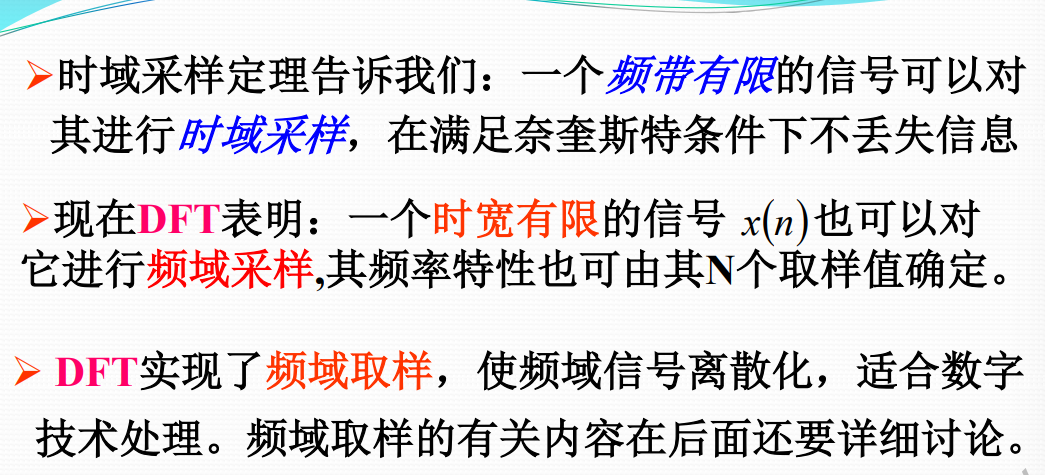 ➢时域采样定理告诉我们：一个频带有限的信号可以对
其进行时域采样，在满足奈奎斯特条件下不丢失信息
➢现在DFT表明：一个时宽有限的信号 x(n)也可以对
它进行频域采样,其频率特性也可由其N个取样值确定。
➢ DFT实现了频域取样，使频域信号离散化，适合数字
技术处理。频域取样的有关内容在后面还要详细讨论。